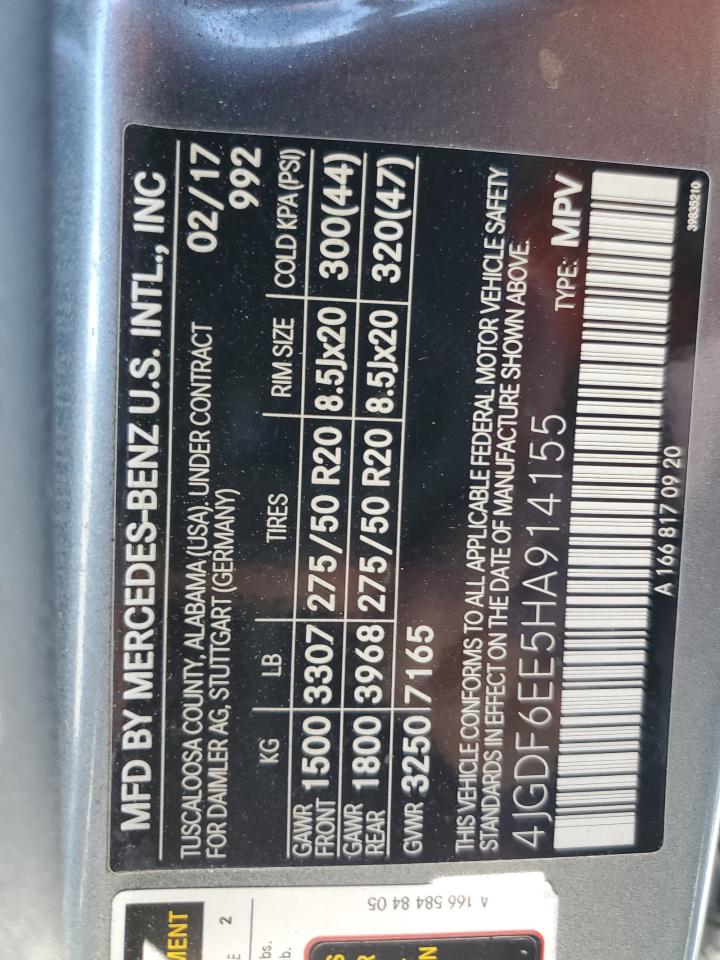 MFD BY MERCEDES-BENZ U.S. INTL., INC
TUSCALOOSA COUNTY, ALABAMA (USA), UNDER CONTRACT 02/17
FOR DAIMLER AG, STUTTGART (GERMANY) 992
KG LB TIRES RIM SIZE COLD KPA (PSI)
GAWR FRONT 1500 3307 275/50 R20 8.5Jx20 300(44)
GAWR REAR 1800 3968 275/50 R20 8.5Jx20 320(47)
GVWR 3250 7165
THIS VEHICLE CONFORMS TO ALL APPLICABLE FEDERAL MOTOR VEHICLE SAFETY
STANDARDS IN EFFECT ON THE DATE OF MANUFACTURE SHOWN ABOVE.
4JGDF6EE5HA914155 TYPE: MPV
A 166 817 09 20
39835210
MENT
E 2
bs.
b.
A 166 584 84 05
S
R
N